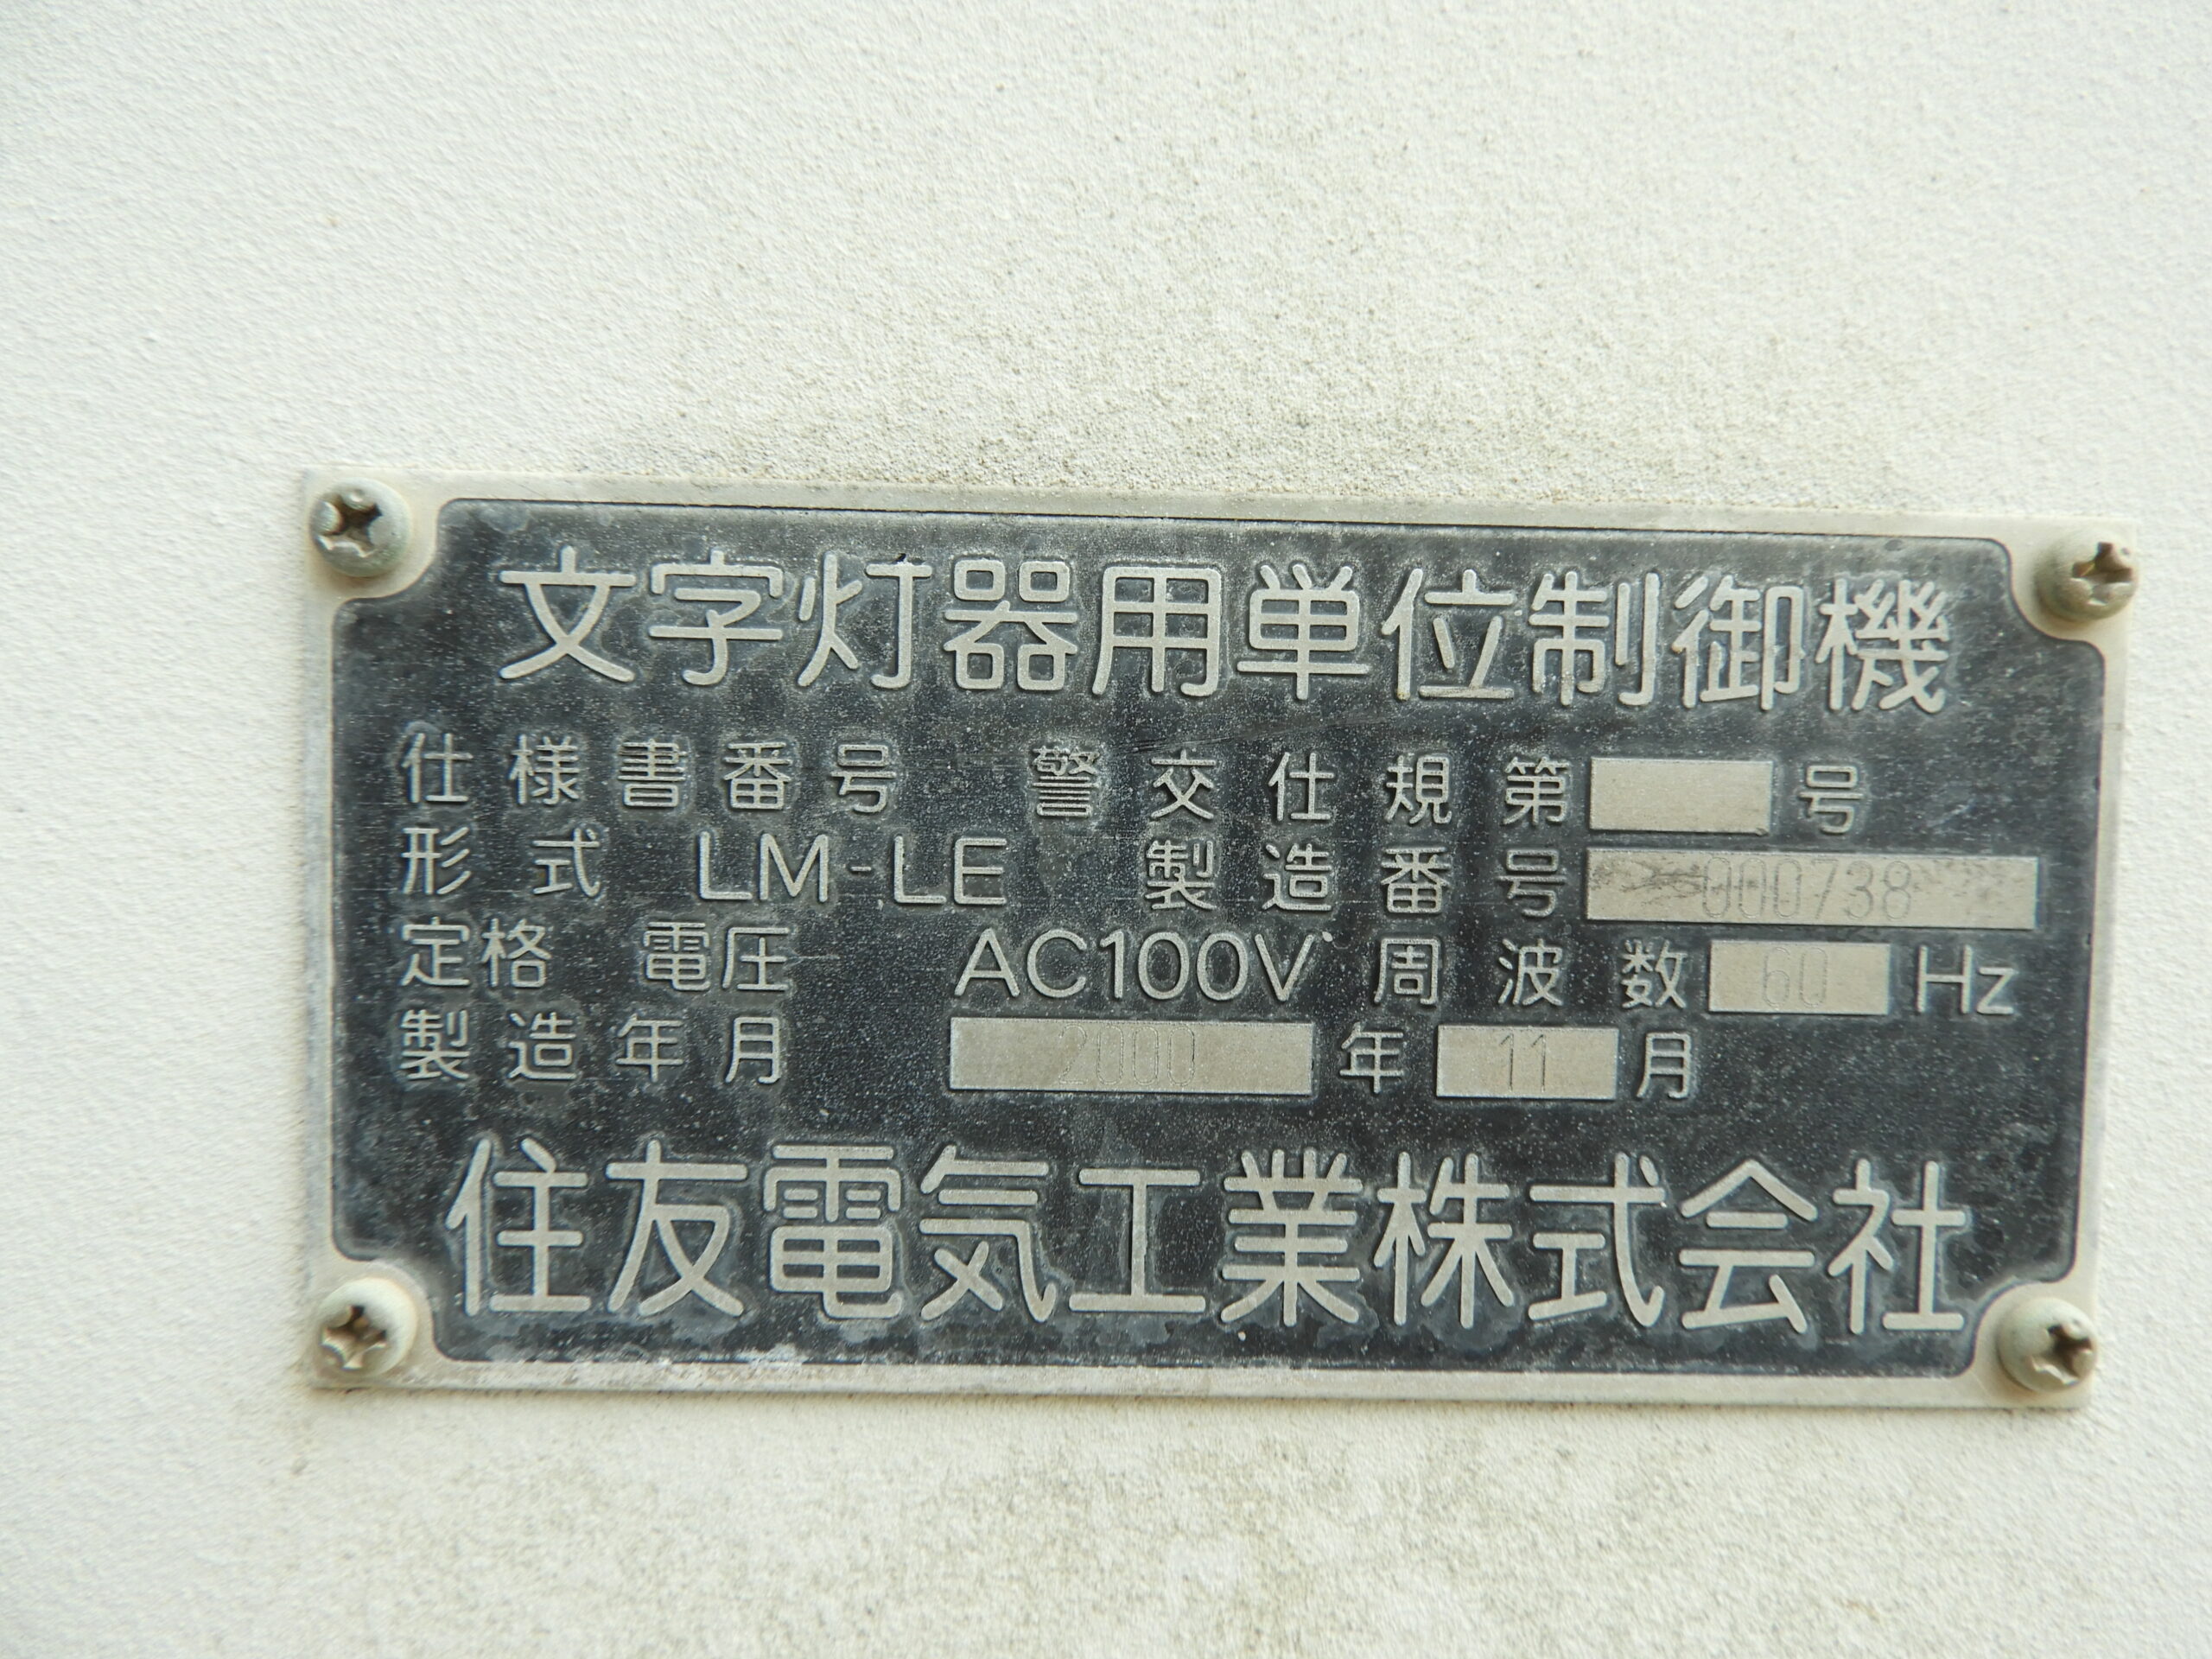 文字灯器用単位制御機
仕様書番号 警交仕規第 号
形式 LM-LE 製造番号 000738
定格 電圧 AC100V 周波数 60 Hz
製造年月 2000 年 11 月
住友電気工業株式会社